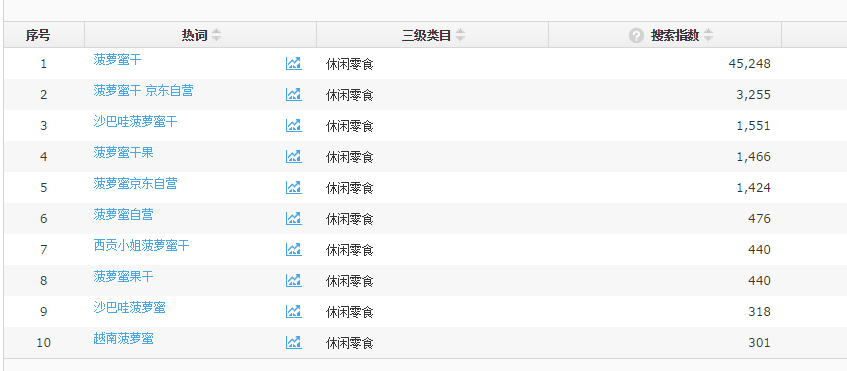 序号 热词 三级类目 ? 搜索指数
1 菠萝蜜干 休闲零食 45,248
2 菠萝蜜干 京东自营 休闲零食 3,255
3 沙巴哇菠萝蜜干 休闲零食 1,551
4 菠萝蜜干果 休闲零食 1,466
5 菠萝蜜京东自营 休闲零食 1,424
6 菠萝蜜自营 休闲零食 476
7 西贡小姐菠萝蜜干 休闲零食 440
8 菠萝蜜果干 休闲零食 440
9 沙巴哇菠萝蜜 休闲零食 318
10 越南菠萝蜜 休闲零食 301